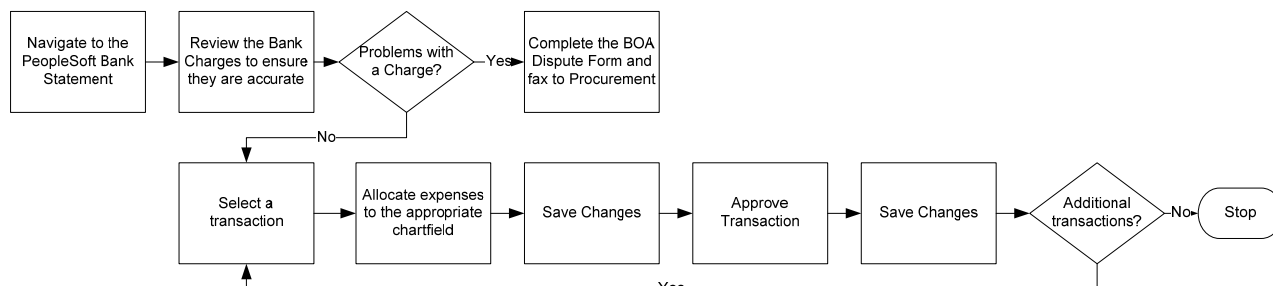 Navigate to the
PeopleSoft Bank
Statement
Review the Bank
Charges to ensure
they are accurate
Problems with
a Charge?
Yes
Complete the BOA
Dispute Form and
fax to Procurement
No
Select a
transaction
Allocate expenses
to the appropriate
chartfield
Save Changes
Approve
Transaction
Save Changes
Additional
transactions?
No
Stop
Yes